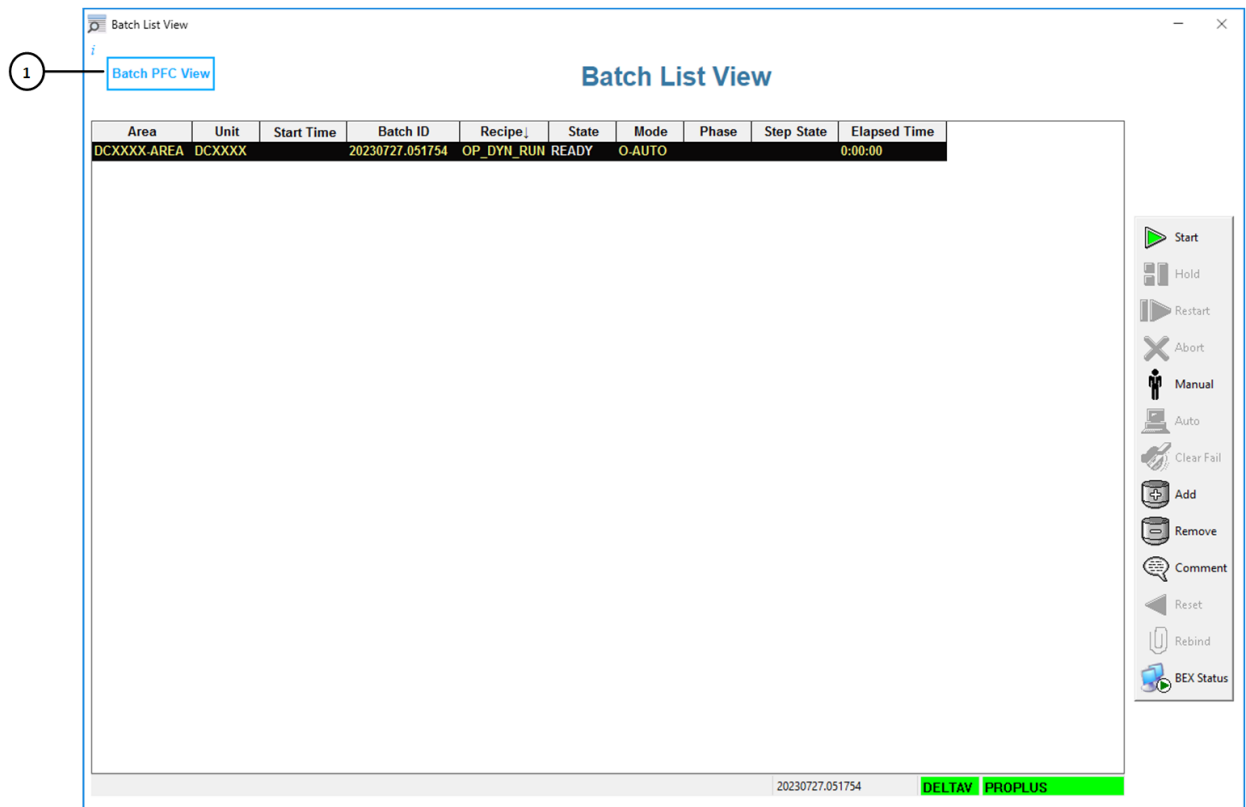 Batch List View
i
1
Batch PFC View
Batch List View
Area Unit Start Time Batch ID Recipe↓ State Mode Phase Step State Elapsed Time
DCXXXX-AREA DCXXXX 20230727.051754 OP_DYN_RUN READY O-AUTO 0:00:00
Start
Hold
Restart
Abort
Manual
Auto
Clear Fail
Add
Remove
Comment
Reset
Rebind
BEX Status
20230727.051754 DELTAV PROPLUS